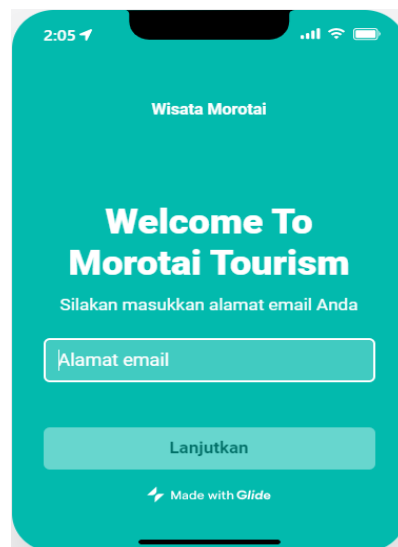 2:05
Wisata Morotai
Welcome To
Morotai Tourism
Silakan masukkan alamat email Anda
Alamat email
Lanjutkan
Made with Glide